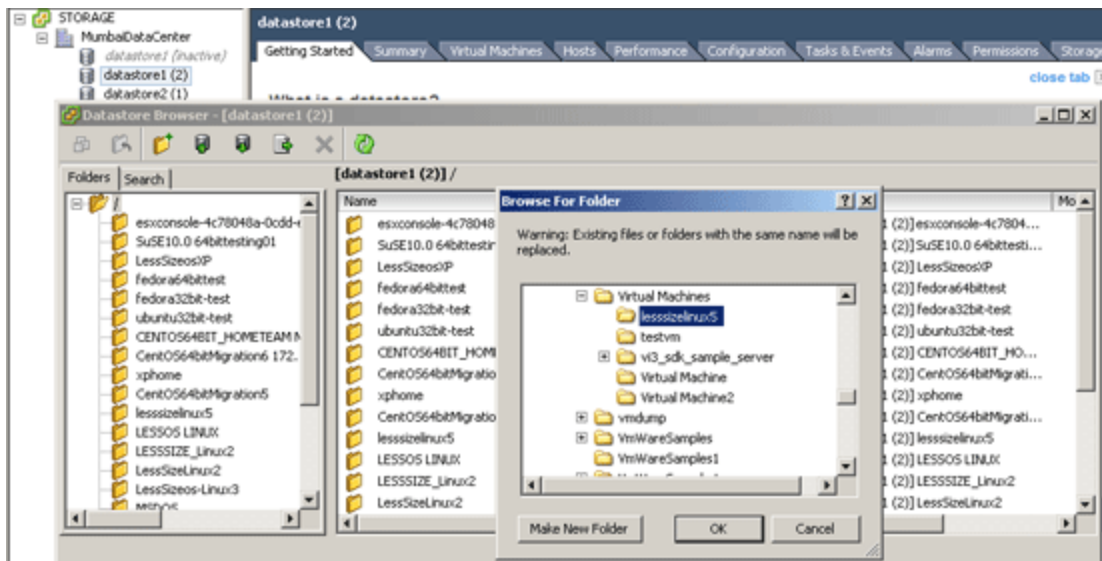 STORAGE
MumbaiDataCenter
datastore1 (inactive)
datastore1 (2)
datastore2 (1)
datastore1 (2)
Getting Started Summary Virtual Machines Hosts Performance Configuration Tasks & Events Alarms Permissions Storag
close tab
What is a datastore?
Datastore Browser - [datastore1 (2)]
Folders Search
/
esxconsole-4c78048a-0cdd-
SuSE10.0 64bittesting01
LessSizeosXP
fedora64bittest
fedora32bit-test
ubuntu32bit-test
CENTOS64BIT_HOMETEAM
CentOS64bitMigration6 172.
xphome
CentOS64bitMigration5
lesssizelinux5
LESSOS LINUX
LESSSIZE_Linux2
LessSizeLinux2
LessSizeos-Linux3
MSDOS
[datastore1 (2)] /
Name
esxconsole-4c78048
SuSE10.0 64bittestin
LessSizeosXP
fedora64bittest
fedora32bit-test
ubuntu32bit-test
CENTOS64BIT_HOM
CentOS64bitMigratio
xphome
CentOS64bitMigratio
lesssizelinux5
LESSOS LINUX
LESSSIZE_Linux2
LessSizeLinux2
Browse For Folder
Warning: Existing files or folders with the same name will be
replaced.
Virtual Machines
lesssizelinux5
testvm
vi3_sdk_sample_server
Virtual Machine
Virtual Machine2
vmdump
VmWareSamples
VmWareSamples1
Make New Folder OK Cancel
Mo
1 (2)] esxconsole-4c7804...
1 (2)] SuSE10.0 64bittesti...
1 (2)] LessSizeosXP
1 (2)] fedora64bittest
1 (2)] fedora32bit-test
1 (2)] ubuntu32bit-test
1 (2)] CENTOS64BIT_HO...
1 (2)] CentOS64bitMigrati...
1 (2)] xphome
1 (2)] CentOS64bitMigrati...
1 (2)] lesssizelinux5
1 (2)] LESSOS LINUX
1 (2)] LESSSIZE_Linux2
1 (2)] LessSizeLinux2